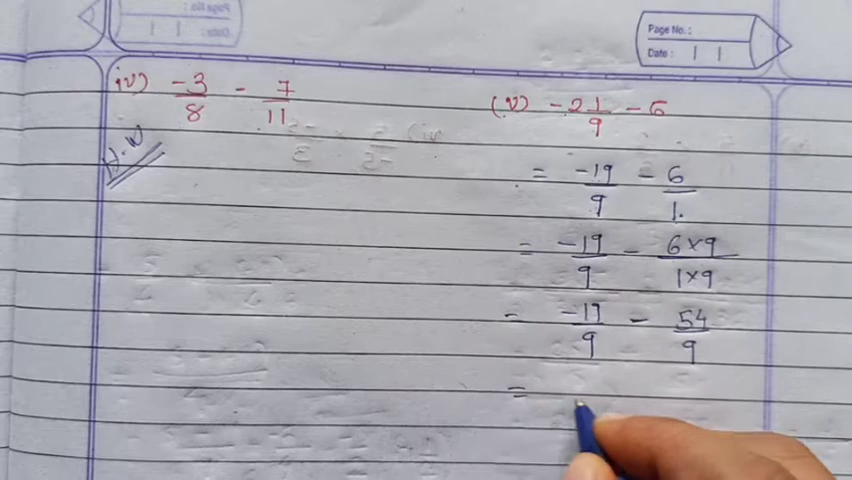 Page No.:
Date:
iv) -3/8 - 7/11
H.W
(v) -2 1/9 - 6
= -19/9 - 6/1.
= -19/9 - 6×9/1×9
= -19/9 - 54/9
=